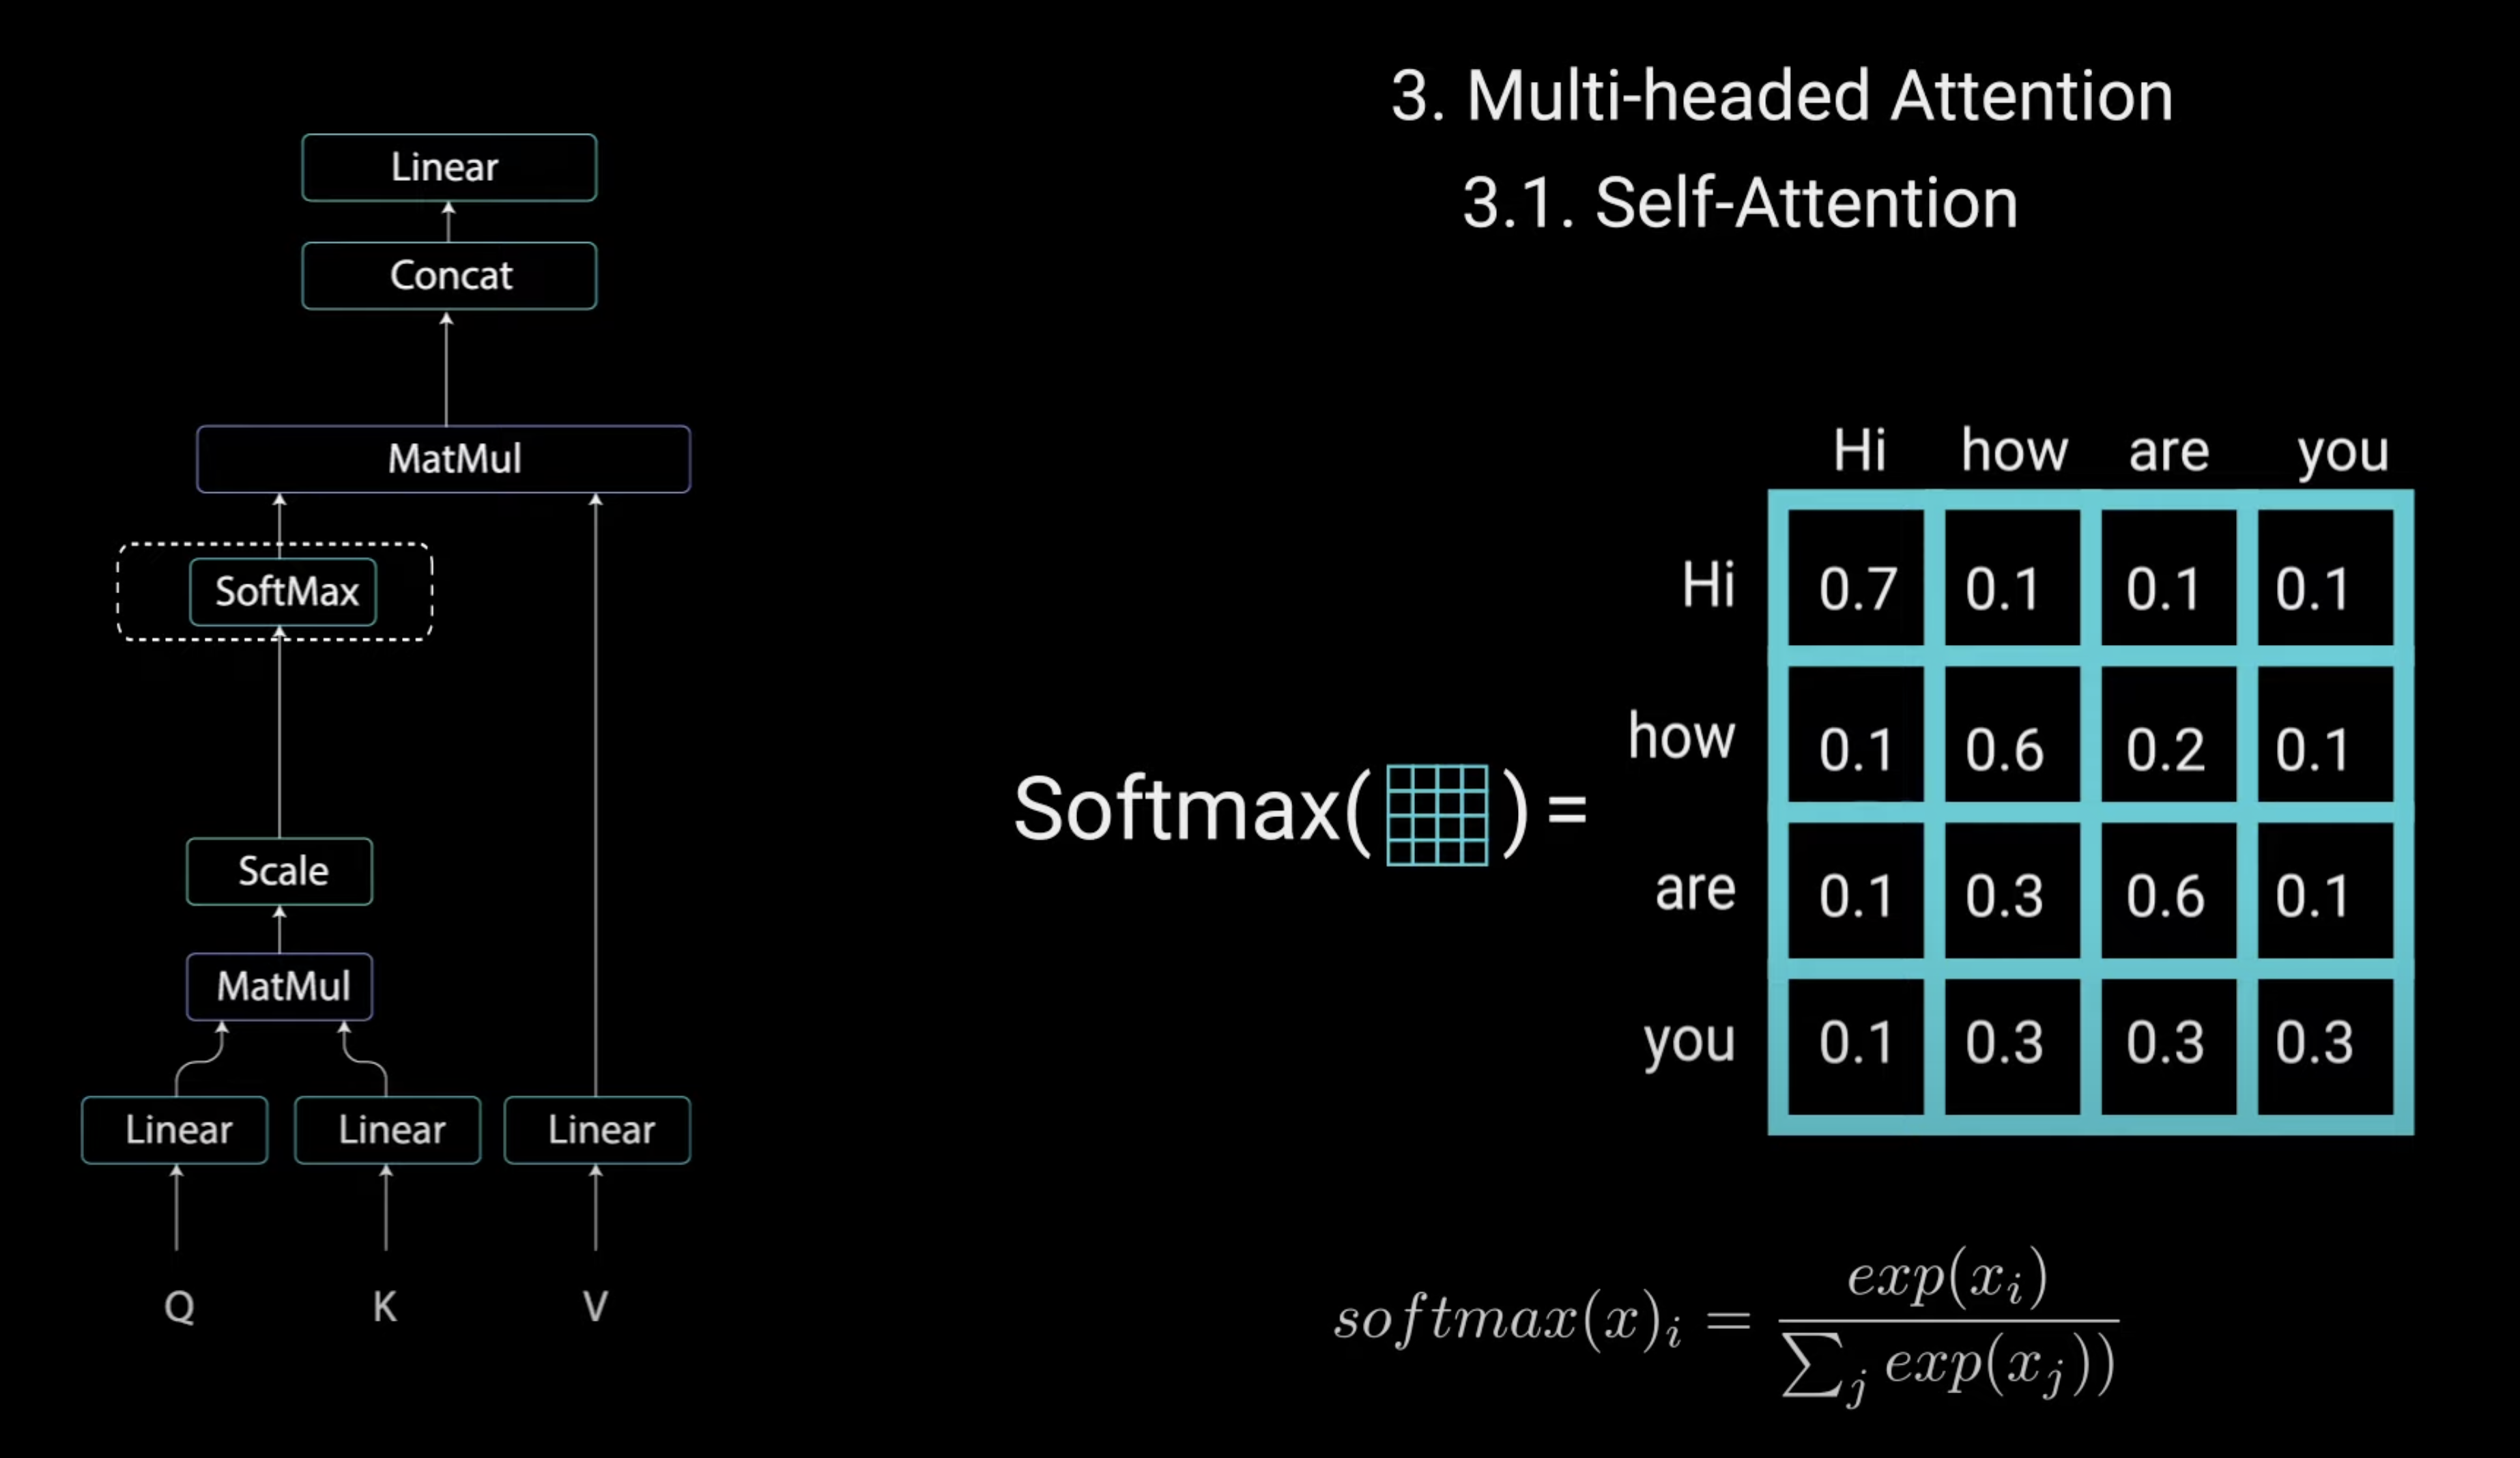 3. Multi-headed Attention
3.1. Self-Attention
Linear
Concat
MatMul
SoftMax
Scale
MatMul
Linear Linear Linear
Q K V
Softmax( ) =
Hi how are you
Hi 0.7 0.1 0.1 0.1
how 0.1 0.6 0.2 0.1
are 0.1 0.3 0.6 0.1
you 0.1 0.3 0.3 0.3
softmax(x)_i = \frac{exp(x_i)}{\sum_j exp(x_j))}